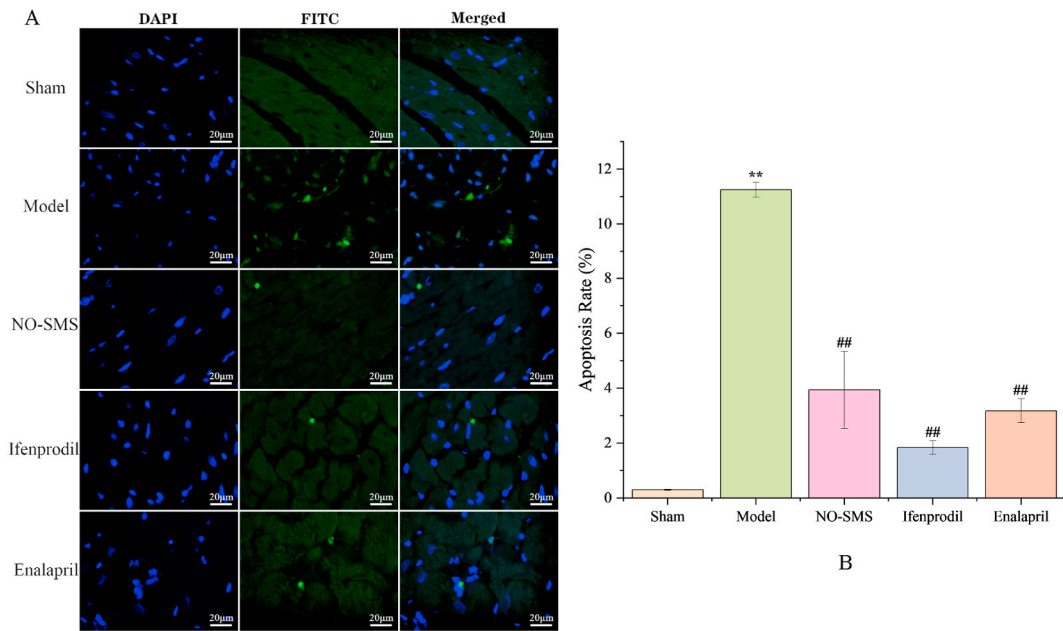 A
DAPI FITC Merged
Sham
20μm 20μm 20μm
Model
20μm 20μm 20μm
NO-SMS
20μm 20μm 20μm
Ifenprodil
20μm 20μm 20μm
Enalapril
20μm 20μm 20μm
Apoptosis Rate (%)
12
10
8
6
4
2
0
**
##
##
##
Sham Model NO-SMS Ifenprodil Enalapril
B